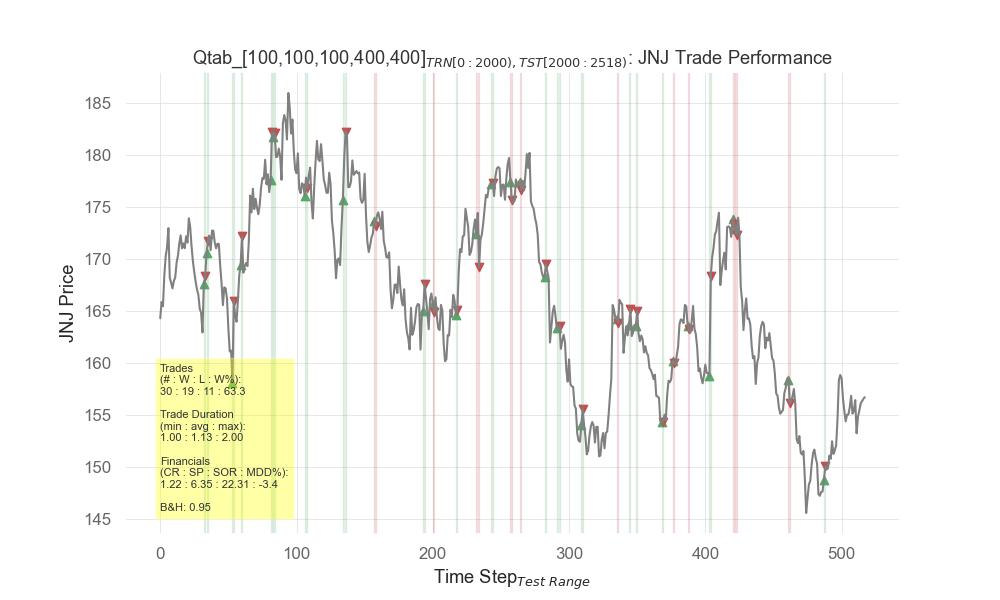 Qtab_[100,100,100,400,400]TRN[0:2000),TST[2000:2518): JNJ Trade Performance
JNJ Price
185
180
175
170
165
160
155
150
145
Trades
(# : W : L : W%):
30 : 19 : 11 : 63.3
Trade Duration
(min : avg : max):
1.00 : 1.13 : 2.00
Financials
(CR : SP : SOR : MDD%):
1.22 : 6.35 : 22.31 : -3.4
B&H: 0.95
0 100 200 300 400 500
Time StepTest Range